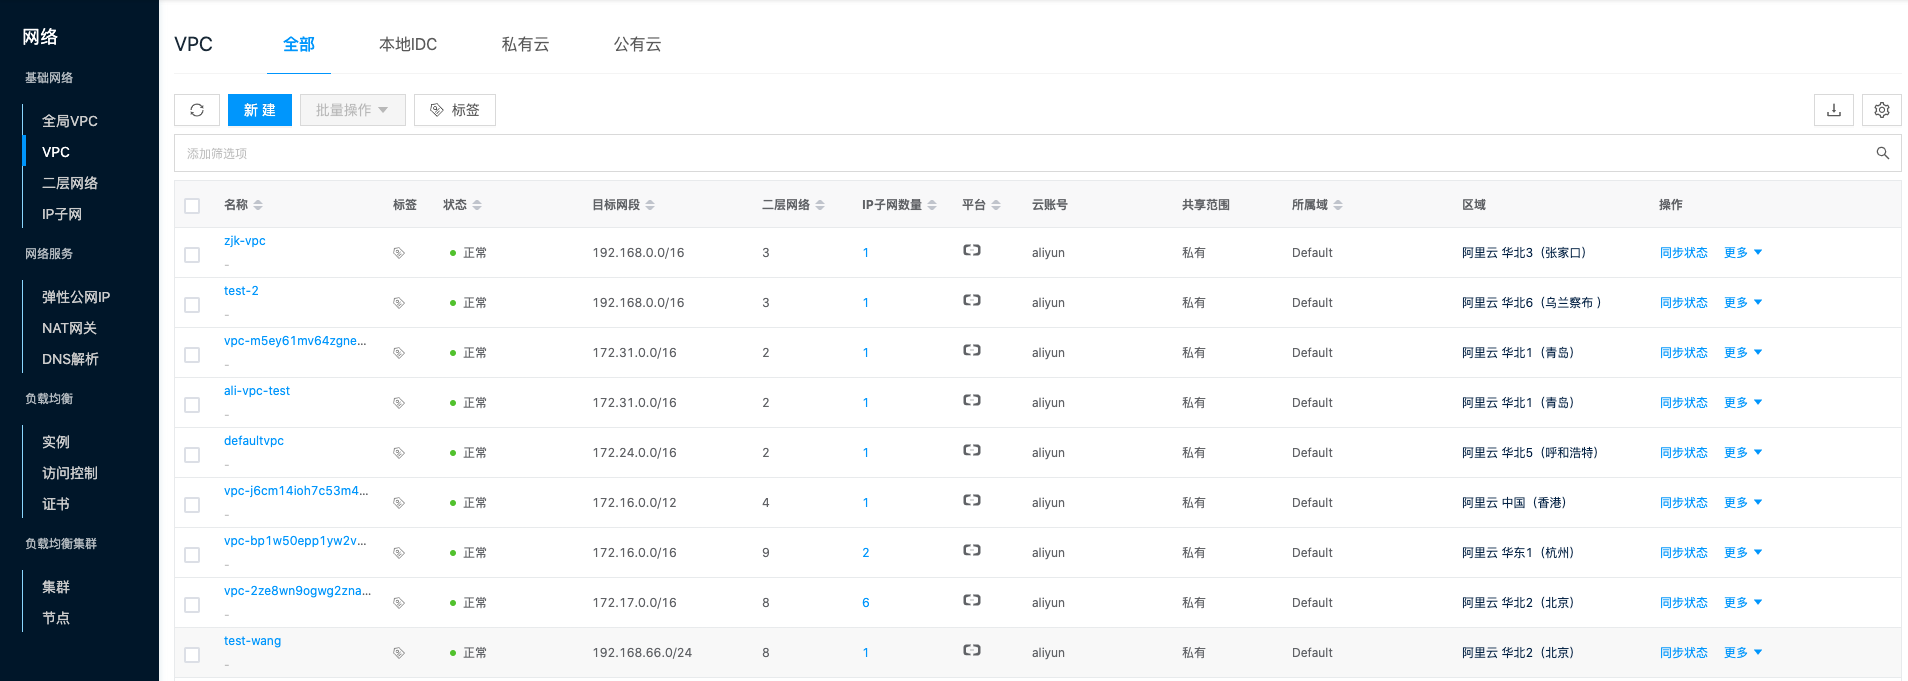 网络
基础网络
全局VPC
VPC
二层网络
IP子网
网络服务
弹性公网IP
NAT网关
DNS解析
负载均衡
实例
访问控制
证书
负载均衡集群
集群
节点
VPC 全部 本地IDC 私有云 公有云
新 建 批量操作 标签
添加筛选项
名称 标签 状态 目标网段 二层网络 IP子网数量 平台 云账号 共享范围 所属域 区域 操作
zjk-vpc
- 正常 192.168.0.0/16 3 1 aliyun 私有 Default 阿里云 华北3（张家口） 同步状态 更多
test-2
- 正常 192.168.0.0/16 3 1 aliyun 私有 Default 阿里云 华北6（乌兰察布 ） 同步状态 更多
vpc-m5ey61mv64zgne...
- 正常 172.31.0.0/16 2 1 aliyun 私有 Default 阿里云 华北1（青岛） 同步状态 更多
ali-vpc-test
- 正常 172.31.0.0/16 2 1 aliyun 私有 Default 阿里云 华北1（青岛） 同步状态 更多
defaultvpc
- 正常 172.24.0.0/16 2 1 aliyun 私有 Default 阿里云 华北5（呼和浩特） 同步状态 更多
vpc-j6cm14ioh7c53m4...
- 正常 172.16.0.0/12 4 1 aliyun 私有 Default 阿里云 中国（香港） 同步状态 更多
vpc-bp1w50epp1yw2v...
- 正常 172.16.0.0/16 9 2 aliyun 私有 Default 阿里云 华东1（杭州） 同步状态 更多
vpc-2ze8wn9ogwg2zna...
- 正常 172.17.0.0/16 8 6 aliyun 私有 Default 阿里云 华北2（北京） 同步状态 更多
test-wang
- 正常 192.168.66.0/24 8 1 aliyun 私有 Default 阿里云 华北2（北京） 同步状态 更多